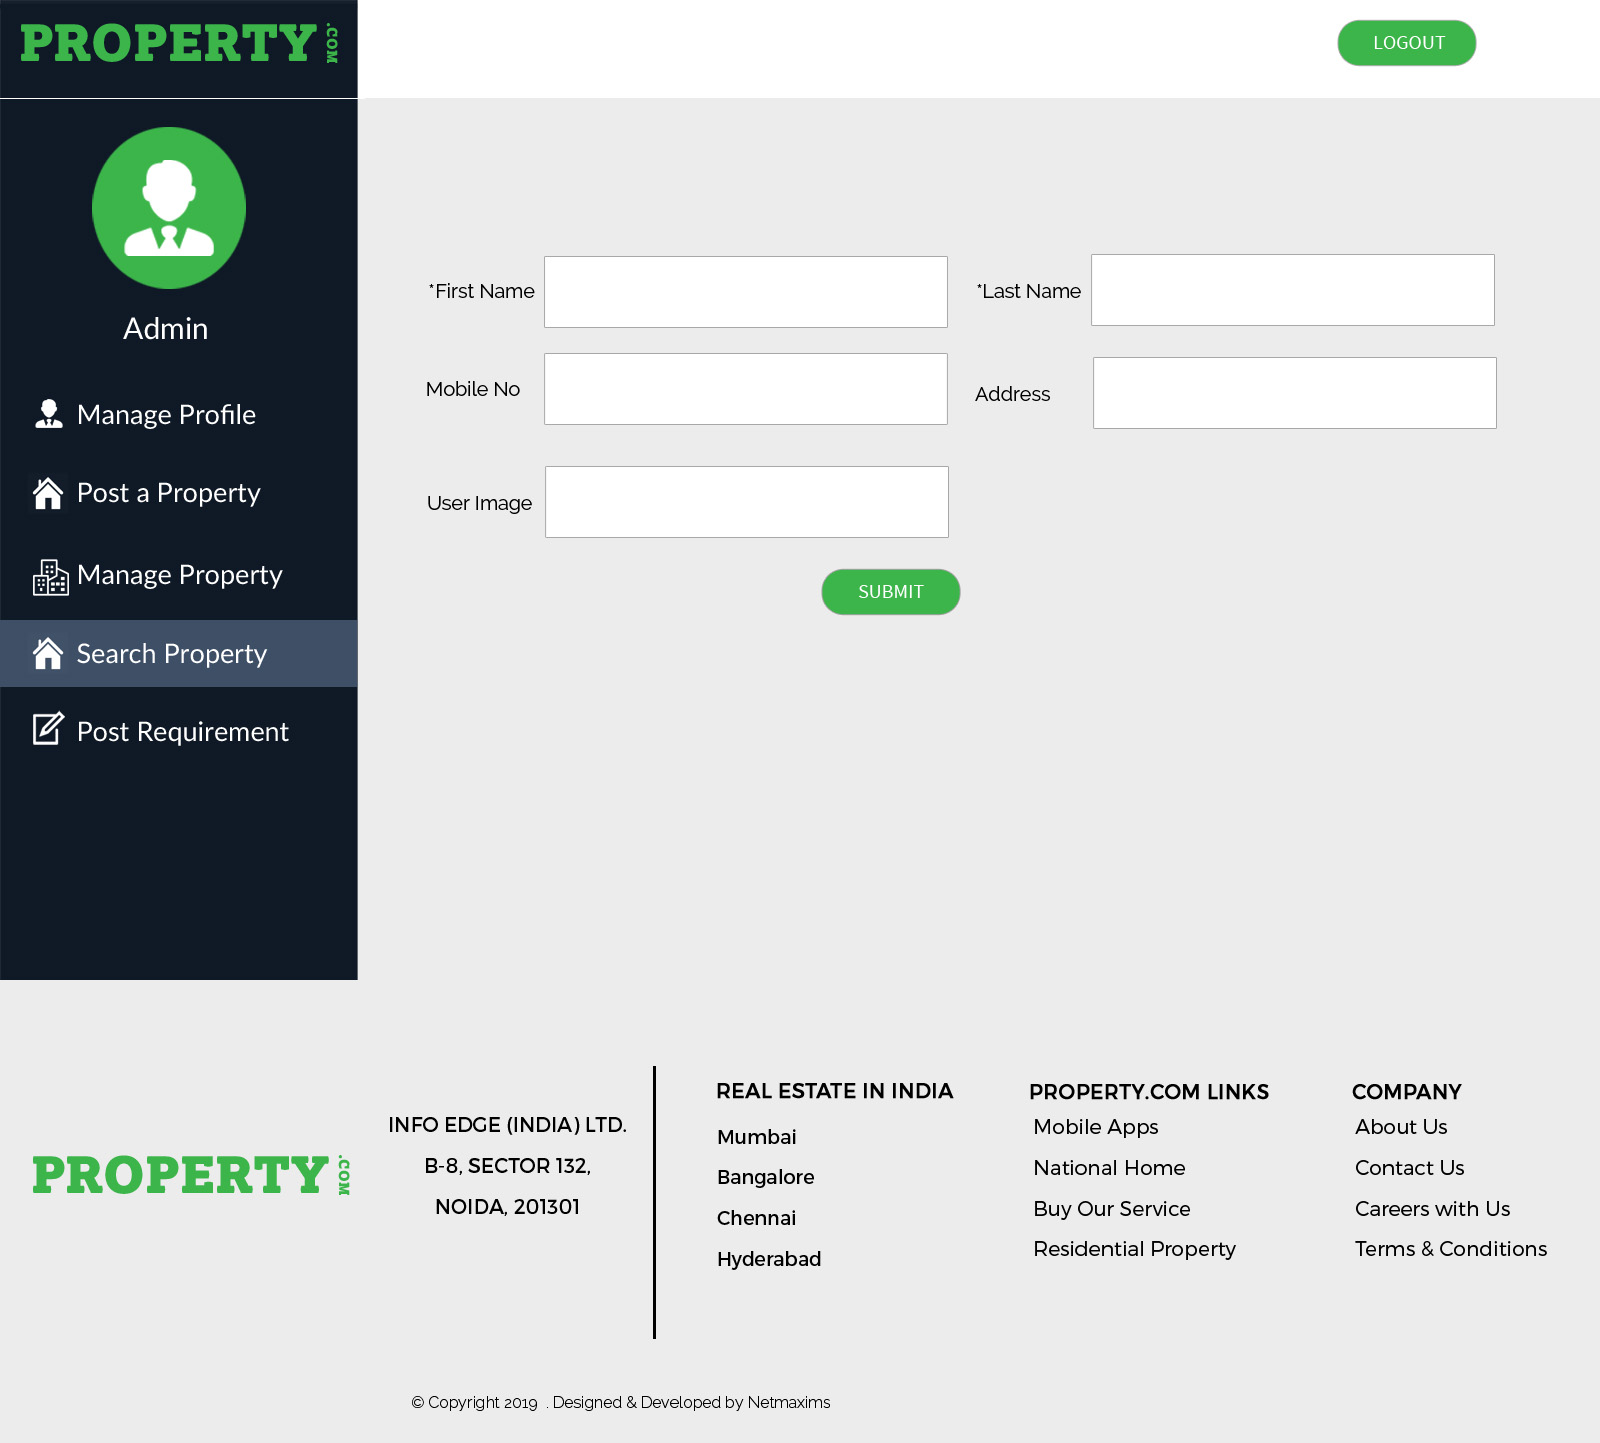 PROPERTY.COM
LOGOUT
Admin
Manage Profile
Post a Property
Manage Property
Search Property
Post Requirement
*First Name
*Last Name
Mobile No
Address
User Image
SUBMIT
PROPERTY.COM
INFO EDGE (INDIA) LTD.
B-8, SECTOR 132,
NOIDA, 201301
REAL ESTATE IN INDIA
Mumbai
Bangalore
Chennai
Hyderabad
PROPERTY.COM LINKS
Mobile Apps
National Home
Buy Our Service
Residential Property
COMPANY
About Us
Contact Us
Careers with Us
Terms & Conditions
© Copyright 2019 . Designed & Developed by Netmaxims